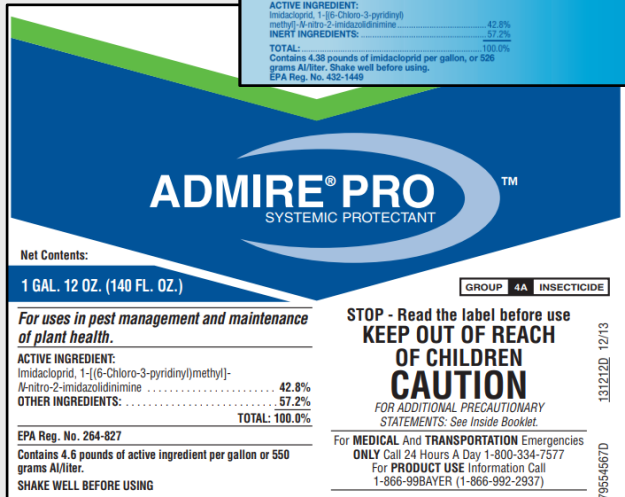 ACTIVE INGREDIENT:
Imidacloprid, 1-[(6-Chloro-3-pyridinyl)
methyl]-N-nitro-2-imidazolidinimine ........................ 42.8%
INERT INGREDIENTS: ........................ 57.2%
TOTAL: ........................ 100.0%
Contains 4.38 pounds of imidacloprid per gallon, or 526
grams AI/liter. Shake well before using.
EPA Reg. No. 432-1449
ADMIRE® PRO ™
SYSTEMIC PROTECTANT
Net Contents:
1 GAL. 12 OZ. (140 FL. OZ.)
GROUP 4A INSECTICIDE
For uses in pest management and maintenance
of plant health.
ACTIVE INGREDIENT:
Imidacloprid, 1-[(6-Chloro-3-pyridinyl)methyl]-
N-nitro-2-imidazolidinimine ........................ 42.8%
OTHER INGREDIENTS: ........................ 57.2%
TOTAL: 100.0%
EPA Reg. No. 264-827
Contains 4.6 pounds of active ingredient per gallon or 550
grams AI/liter.
SHAKE WELL BEFORE USING
STOP - Read the label before use
KEEP OUT OF REACH
OF CHILDREN
CAUTION
FOR ADDITIONAL PRECAUTIONARY
STATEMENTS: See Inside Booklet.
For MEDICAL And TRANSPORTATION Emergencies
ONLY Call 24 Hours A Day 1-800-334-7577
For PRODUCT USE Information Call
1-866-99BAYER (1-866-992-2937)
79554567D 131212D 12/13